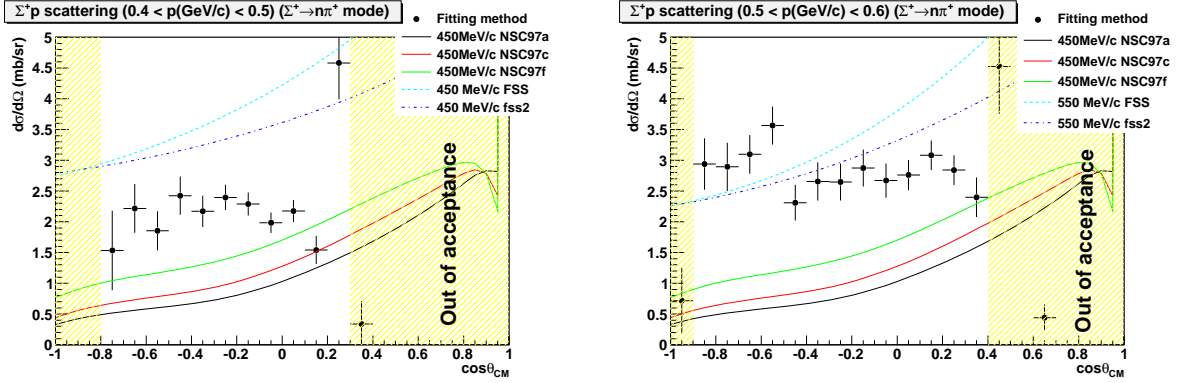 Σ⁺p scattering (0.4 < p(GeV/c) < 0.5) (Σ⁺→nπ⁺ mode)
dσ/dΩ (mb/sr)
5
4.5
4
3.5
3
2.5
2
1.5
1
0.5
0
Fitting method
450MeV/c NSC97a
450MeV/c NSC97c
450MeV/c NSC97f
450 MeV/c FSS
450 MeV/c fss2
Out of acceptance
-1 -0.8 -0.6 -0.4 -0.2 0 0.2 0.4 0.6 0.8 1
cosθCM
Σ⁺p scattering (0.5 < p(GeV/c) < 0.6) (Σ⁺→nπ⁺ mode)
dσ/dΩ (mb/sr)
5
4.5
4
3.5
3
2.5
2
1.5
1
0.5
0
Fitting method
450MeV/c NSC97a
450MeV/c NSC97c
450MeV/c NSC97f
550 MeV/c FSS
550 MeV/c fss2
Out of acceptance
-1 -0.8 -0.6 -0.4 -0.2 0 0.2 0.4 0.6 0.8 1
cosθCM